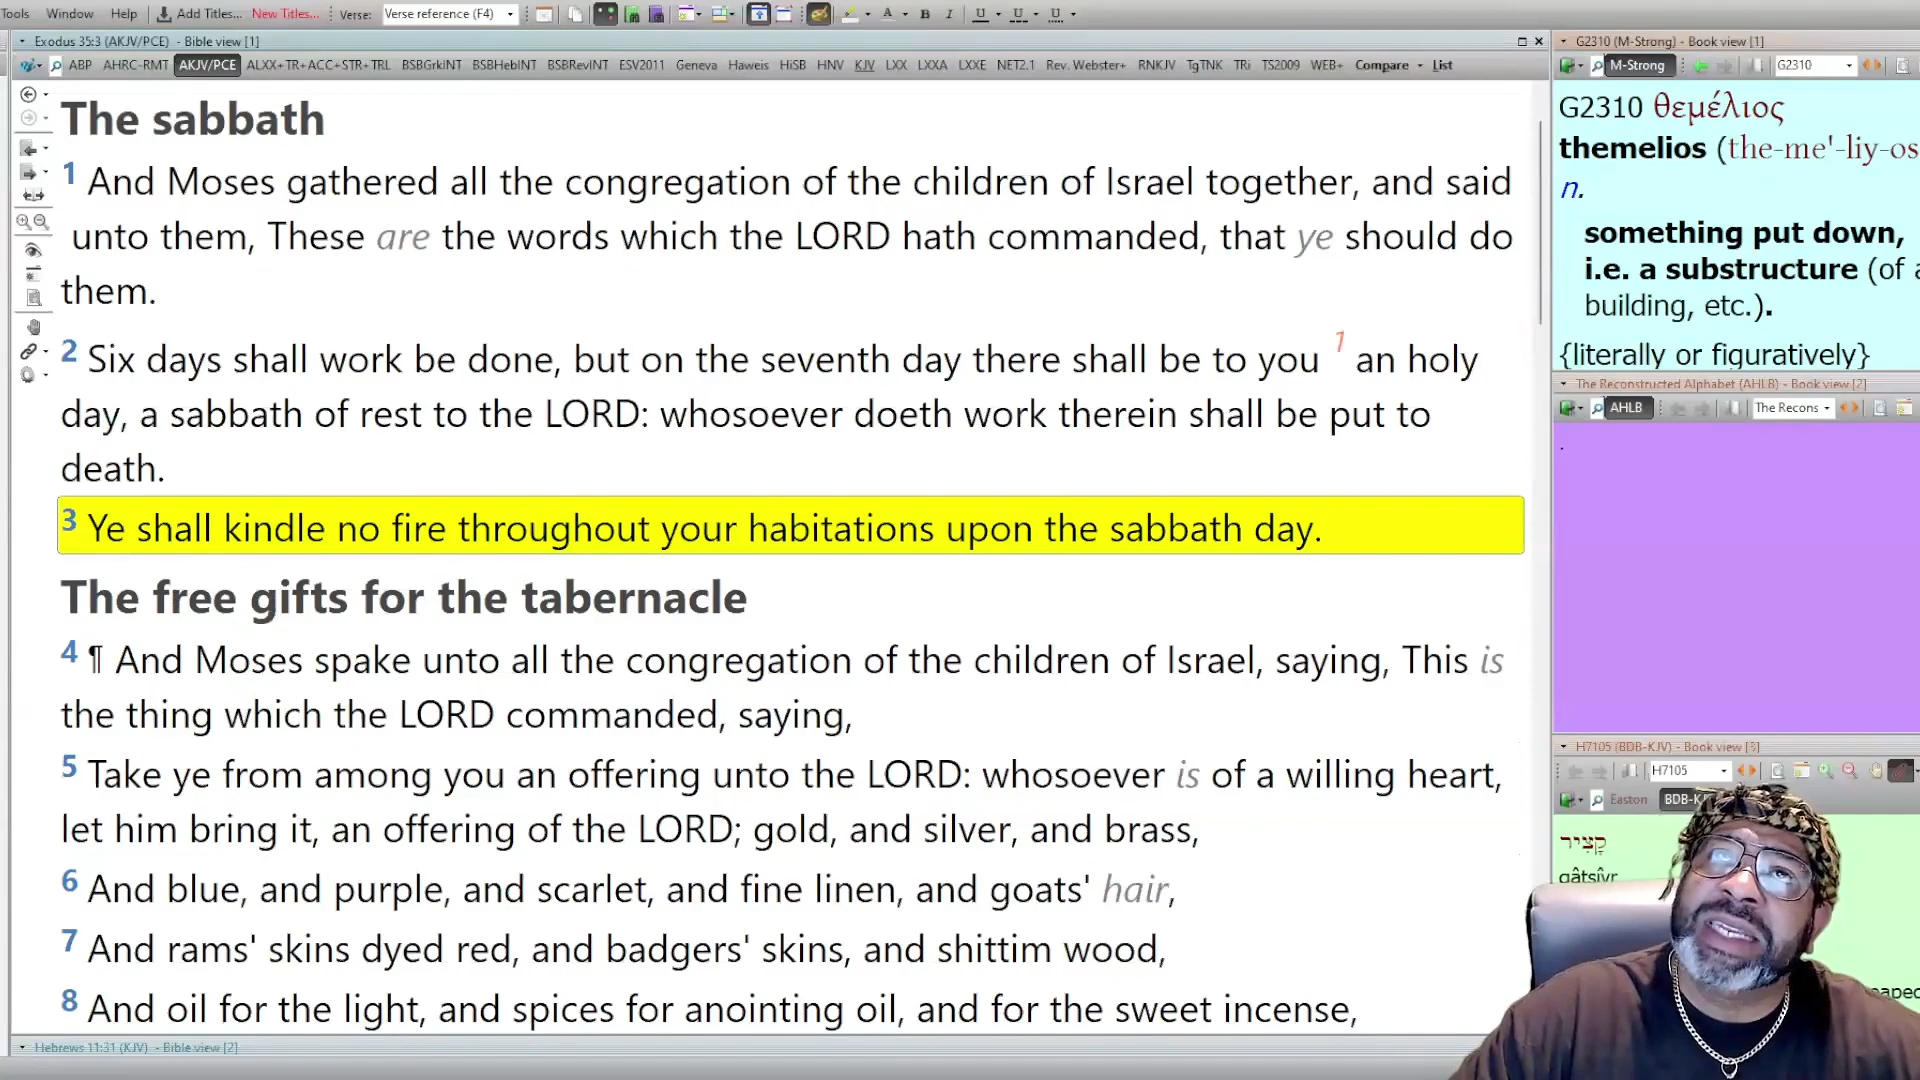 Tools Window Help Add Titles... New Titles... Verse: Verse reference (F4) A B I U U U
Exodus 35:3 (AKJV/PCE) - Bible view [1]
ABP AHRC-RMT AKJV/PCE ALXX+TR+ACC+STR+TRL BSBGrkINT BSBHebINT BSBRevINT ESV2011 Geneva Haweis HiSB HNV KJV LXX LXXA LXXE NET2.1 Rev. Webster+ RNKJV TgTNK TRi TS2009 WEB+ Compare List
The sabbath
1 And Moses gathered all the congregation of the children of Israel together, and said
unto them, These are the words which the LORD hath commanded, that ye should do
them.
2 Six days shall work be done, but on the seventh day there shall be to you 1 an holy
day, a sabbath of rest to the LORD: whosoever doeth work therein shall be put to
death.
3 Ye shall kindle no fire throughout your habitations upon the sabbath day.
The free gifts for the tabernacle
4 ¶ And Moses spake unto all the congregation of the children of Israel, saying, This is
the thing which the LORD commanded, saying,
5 Take ye from among you an offering unto the LORD: whosoever is of a willing heart,
let him bring it, an offering of the LORD; gold, and silver, and brass,
6 And blue, and purple, and scarlet, and fine linen, and goats' hair,
7 And rams' skins dyed red, and badgers' skins, and shittim wood,
8 And oil for the light, and spices for anointing oil, and for the sweet incense,
Hebrews 11:31 (KJV) - Bible view [2]
G2310 (M-Strong) - Book view [1]
M-Strong G2310
G2310 θεμέλιος
themelios (the-me'-liy-os
n.
something put down,
i.e. a substructure (of a
building, etc.).
{literally or figuratively}
The Reconstructed Alphabet (AHLB) - Book view [2]
AHLB The Recons
.
H7105 (BDB-KJV) - Book view [3]
H7105
Easton BDB-KJ
קָצִיר
qâtsîyr